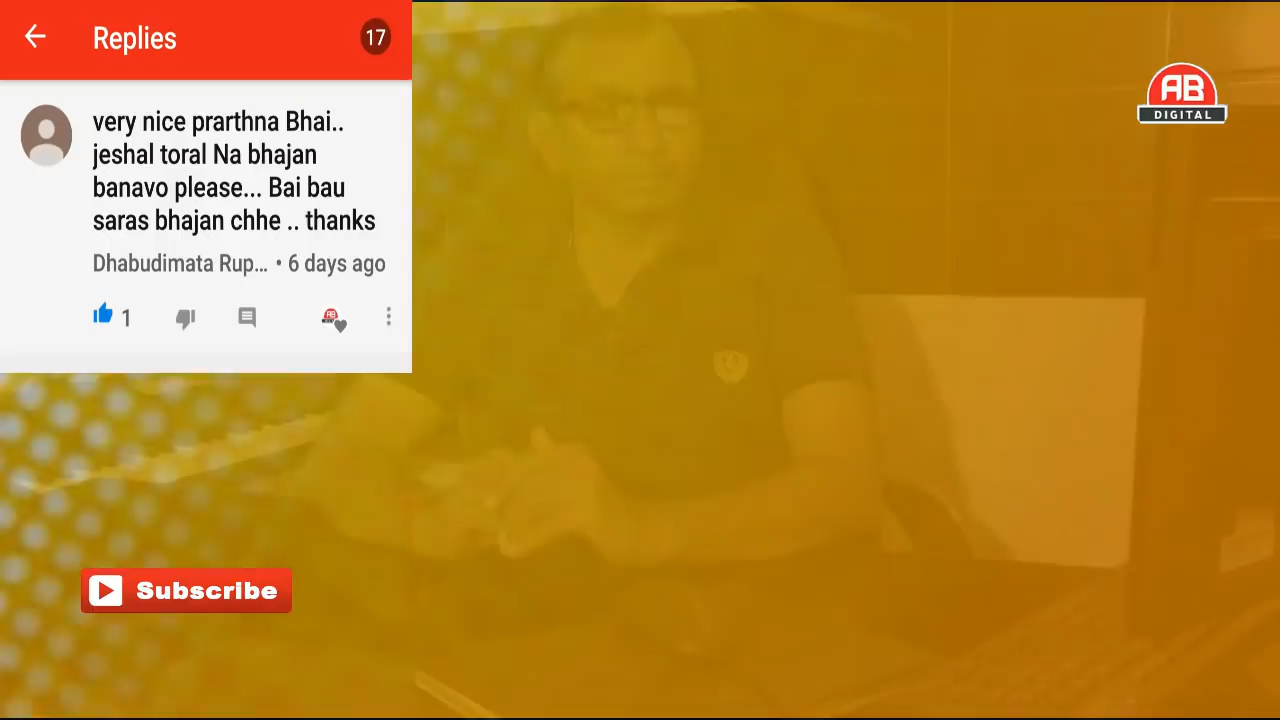 Replies
17
very nice prarthna Bhai..
jeshal toral Na bhajan
banavo please... Bai bau
saras bhajan chhe .. thanks
Dhabudimata Rup... • 6 days ago
1
AB
DIGITAL
Subscribe